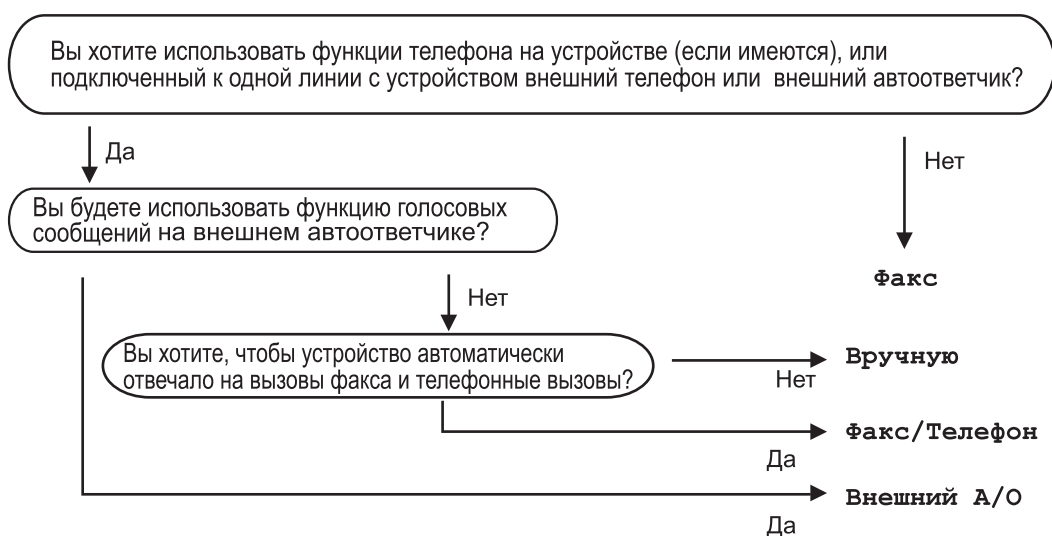 Вы хотите использовать функции телефона на устройстве (если имеются), или
подключенный к одной линии с устройством внешний телефон или внешний автоответчик?
Да
Нет
Вы будете использовать функцию голосовых
сообщений на внешнем автоответчике?
Факс
Нет
Вы хотите, чтобы устройство автоматически
отвечало на вызовы факса и телефонные вызовы?
Нет
Вручную
Да
Факс/Телефон
Да
Внешний А/О